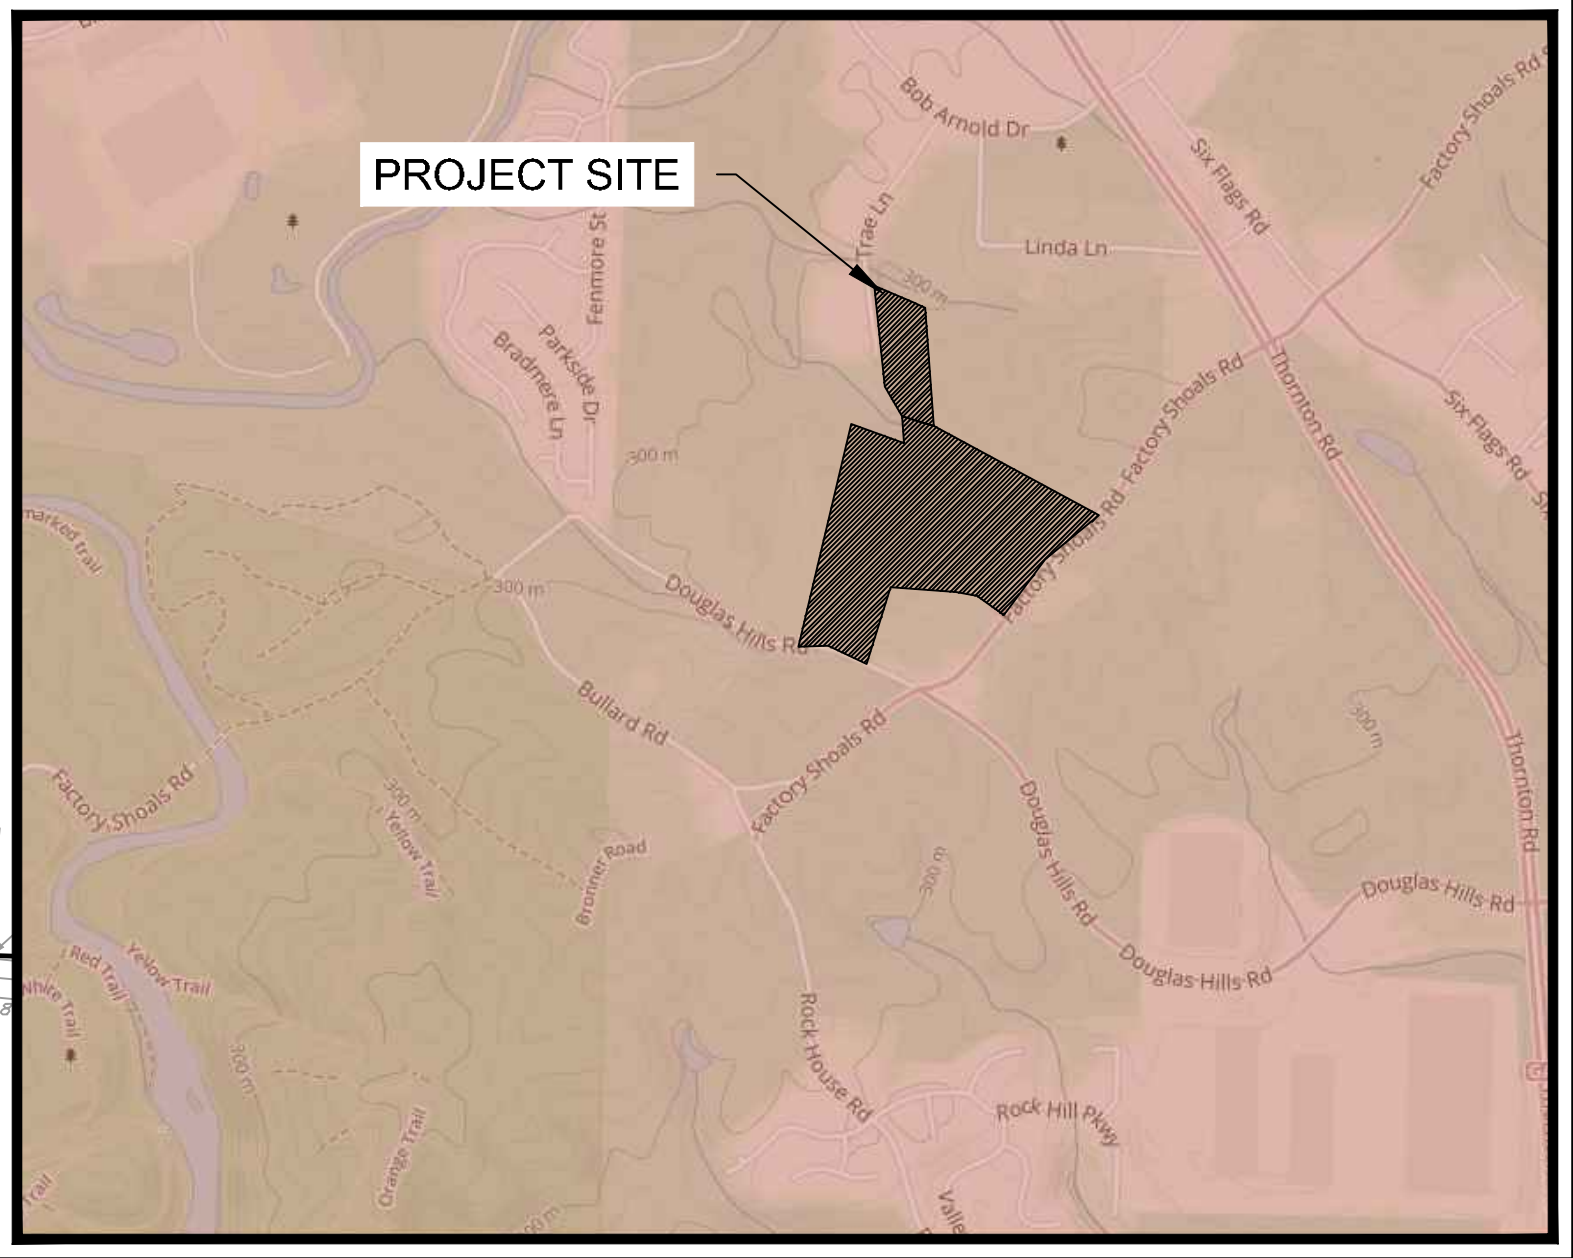 Bob Arnold Dr
Factory Shoals Rd
Six Flags Rd
PROJECT SITE
Trae Ln
Fenmore St
Linda Ln
300 m
Parkside Dr
Bradmere Ln
Thornton Rd
Factory Shoals Rd
Six Flags Rd
300 m
Factory Shoals Rd
marked trail
300 m
Douglas Hills Rd
Bullard Rd
300 m
Factory Shoals Rd
Thornton Rd
Factory Shoals Rd
300 m
Yellow Trail
Douglas Hills Rd
Bronner Road
300 m
Douglas Hills Rd
Red Trail
Yellow Trail
Douglas Hills Rd
White Trail
Rock House Rd
300 m
Rock Hill Pkwy
Orange Trail
Trail
Valle
00 m